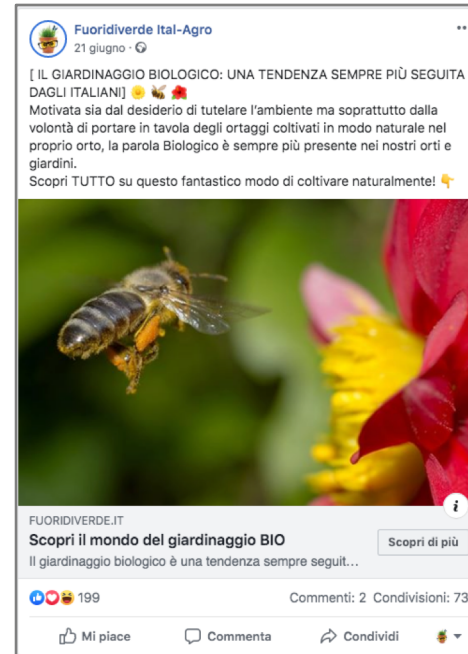 Fuoridiverde Ital-Agro
21 giugno ·
[ IL GIARDINAGGIO BIOLOGICO: UNA TENDENZA SEMPRE PIÙ SEGUITA
DAGLI ITALIANI] 🌼 🐝 🌺
Motivata sia dal desiderio di tutelare l'ambiente ma soprattutto dalla
volontà di portare in tavola degli ortaggi coltivati in modo naturale nel
proprio orto, la parola Biologico è sempre più presente nei nostri orti e
giardini.
Scopri TUTTO su questo fantastico modo di coltivare naturalmente! 👇
i
FUORIDIVERDE.IT
Scopri il mondo del giardinaggio BIO
Scopri di più
Il giardinaggio biologico è una tendenza sempre seguit...
199
Commenti: 2 Condivisioni: 73
Mi piace
Commenta
Condividi